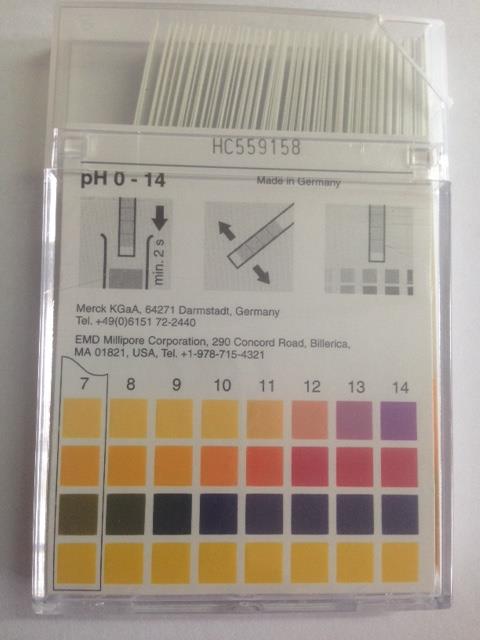 HC559158
pH 0 - 14
Made in Germany
min. 2 s
Merck KGaA, 64271 Darmstadt, Germany
Tel. +49(0)6151 72-2440
EMD Millipore Corporation, 290 Concord Road, Billerica,
MA 01821, USA, Tel. +1-978-715-4321
7 8 9 10 11 12 13 14